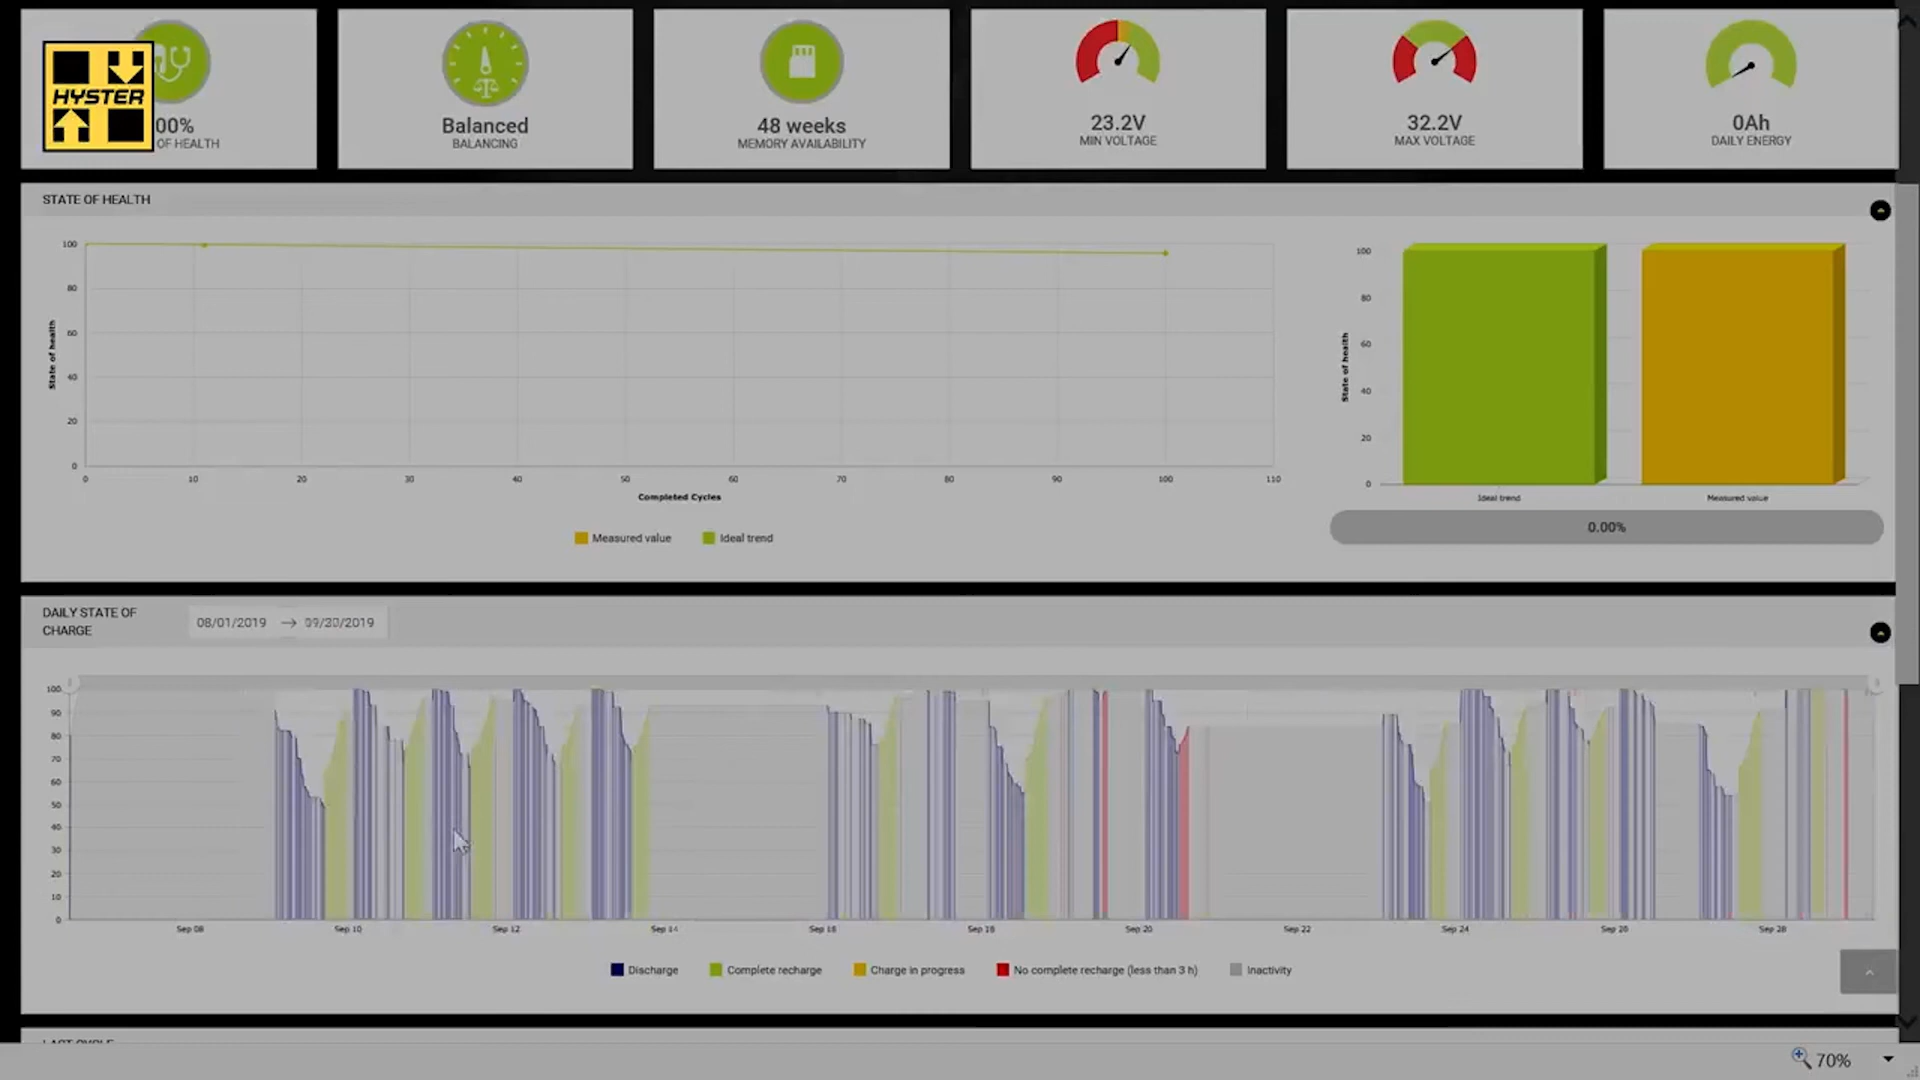 HYSTER
00%
OF HEALTH
Balanced
BALANCING
48 weeks
MEMORY AVAILABILITY
23.2V
MIN VOLTAGE
32.2V
MAX VOLTAGE
0Ah
DAILY ENERGY
STATE OF HEALTH
100
80
60
40
20
0
State of health
0 10 20 30 40 50 60 70 80 90 100 110
Completed Cycles
Measured value Ideal trend
100
80
60
40
20
0
State of health
Ideal trend Measured value
0.00%
DAILY STATE OF
CHARGE
08/01/2019 → 09/30/2019
100
90
80
70
60
50
40
30
20
10
0
Sep 08 Sep 10 Sep 12 Sep 14 Sep 16 Sep 18 Sep 20 Sep 22 Sep 24 Sep 26 Sep 28
Discharge Complete recharge Charge in progress No complete recharge (less than 3 h) Inactivity
LAST CYCLE
70%